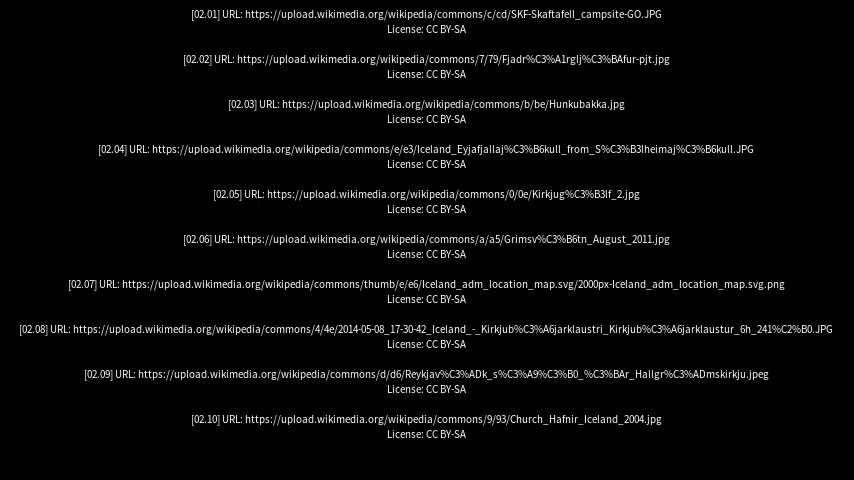 [02.01] URL: https://upload.wikimedia.org/wikipedia/commons/c/cd/SKF-Skaftafell_campsite-GO.JPG
License: CC BY-SA
[02.02] URL: https://upload.wikimedia.org/wikipedia/commons/7/79/Fjadr%C3%A1rglj%C3%BAfur-pjt.jpg
License: CC BY-SA
[02.03] URL: https://upload.wikimedia.org/wikipedia/commons/b/be/Hunkubakka.jpg
License: CC BY-SA
[02.04] URL: https://upload.wikimedia.org/wikipedia/commons/e/e3/Iceland_Eyjafjallaj%C3%B6kull_from_S%C3%B3lheimaj%C3%B6kull.JPG
License: CC BY-SA
[02.05] URL: https://upload.wikimedia.org/wikipedia/commons/0/0e/Kirkjug%C3%B3lf_2.jpg
License: CC BY-SA
[02.06] URL: https://upload.wikimedia.org/wikipedia/commons/a/a5/Grimsv%C3%B6tn_August_2011.jpg
License: CC BY-SA
[02.07] URL: https://upload.wikimedia.org/wikipedia/commons/thumb/e/e6/Iceland_adm_location_map.svg/2000px-Iceland_adm_location_map.svg.png
License: CC BY-SA
[02.08] URL: https://upload.wikimedia.org/wikipedia/commons/4/4e/2014-05-08_17-30-42_Iceland_-_Kirkjub%C3%A6jarklaustri_Kirkjub%C3%A6jarklaustur_6h_241%C2%B0.JPG
License: CC BY-SA
[02.09] URL: https://upload.wikimedia.org/wikipedia/commons/d/d6/Reykjav%C3%ADk_s%C3%A9%C3%B0_%C3%BAr_Hallgr%C3%ADmskirkju.jpeg
License: CC BY-SA
[02.10] URL: https://upload.wikimedia.org/wikipedia/commons/9/93/Church_Hafnir_Iceland_2004.jpg
License: CC BY-SA